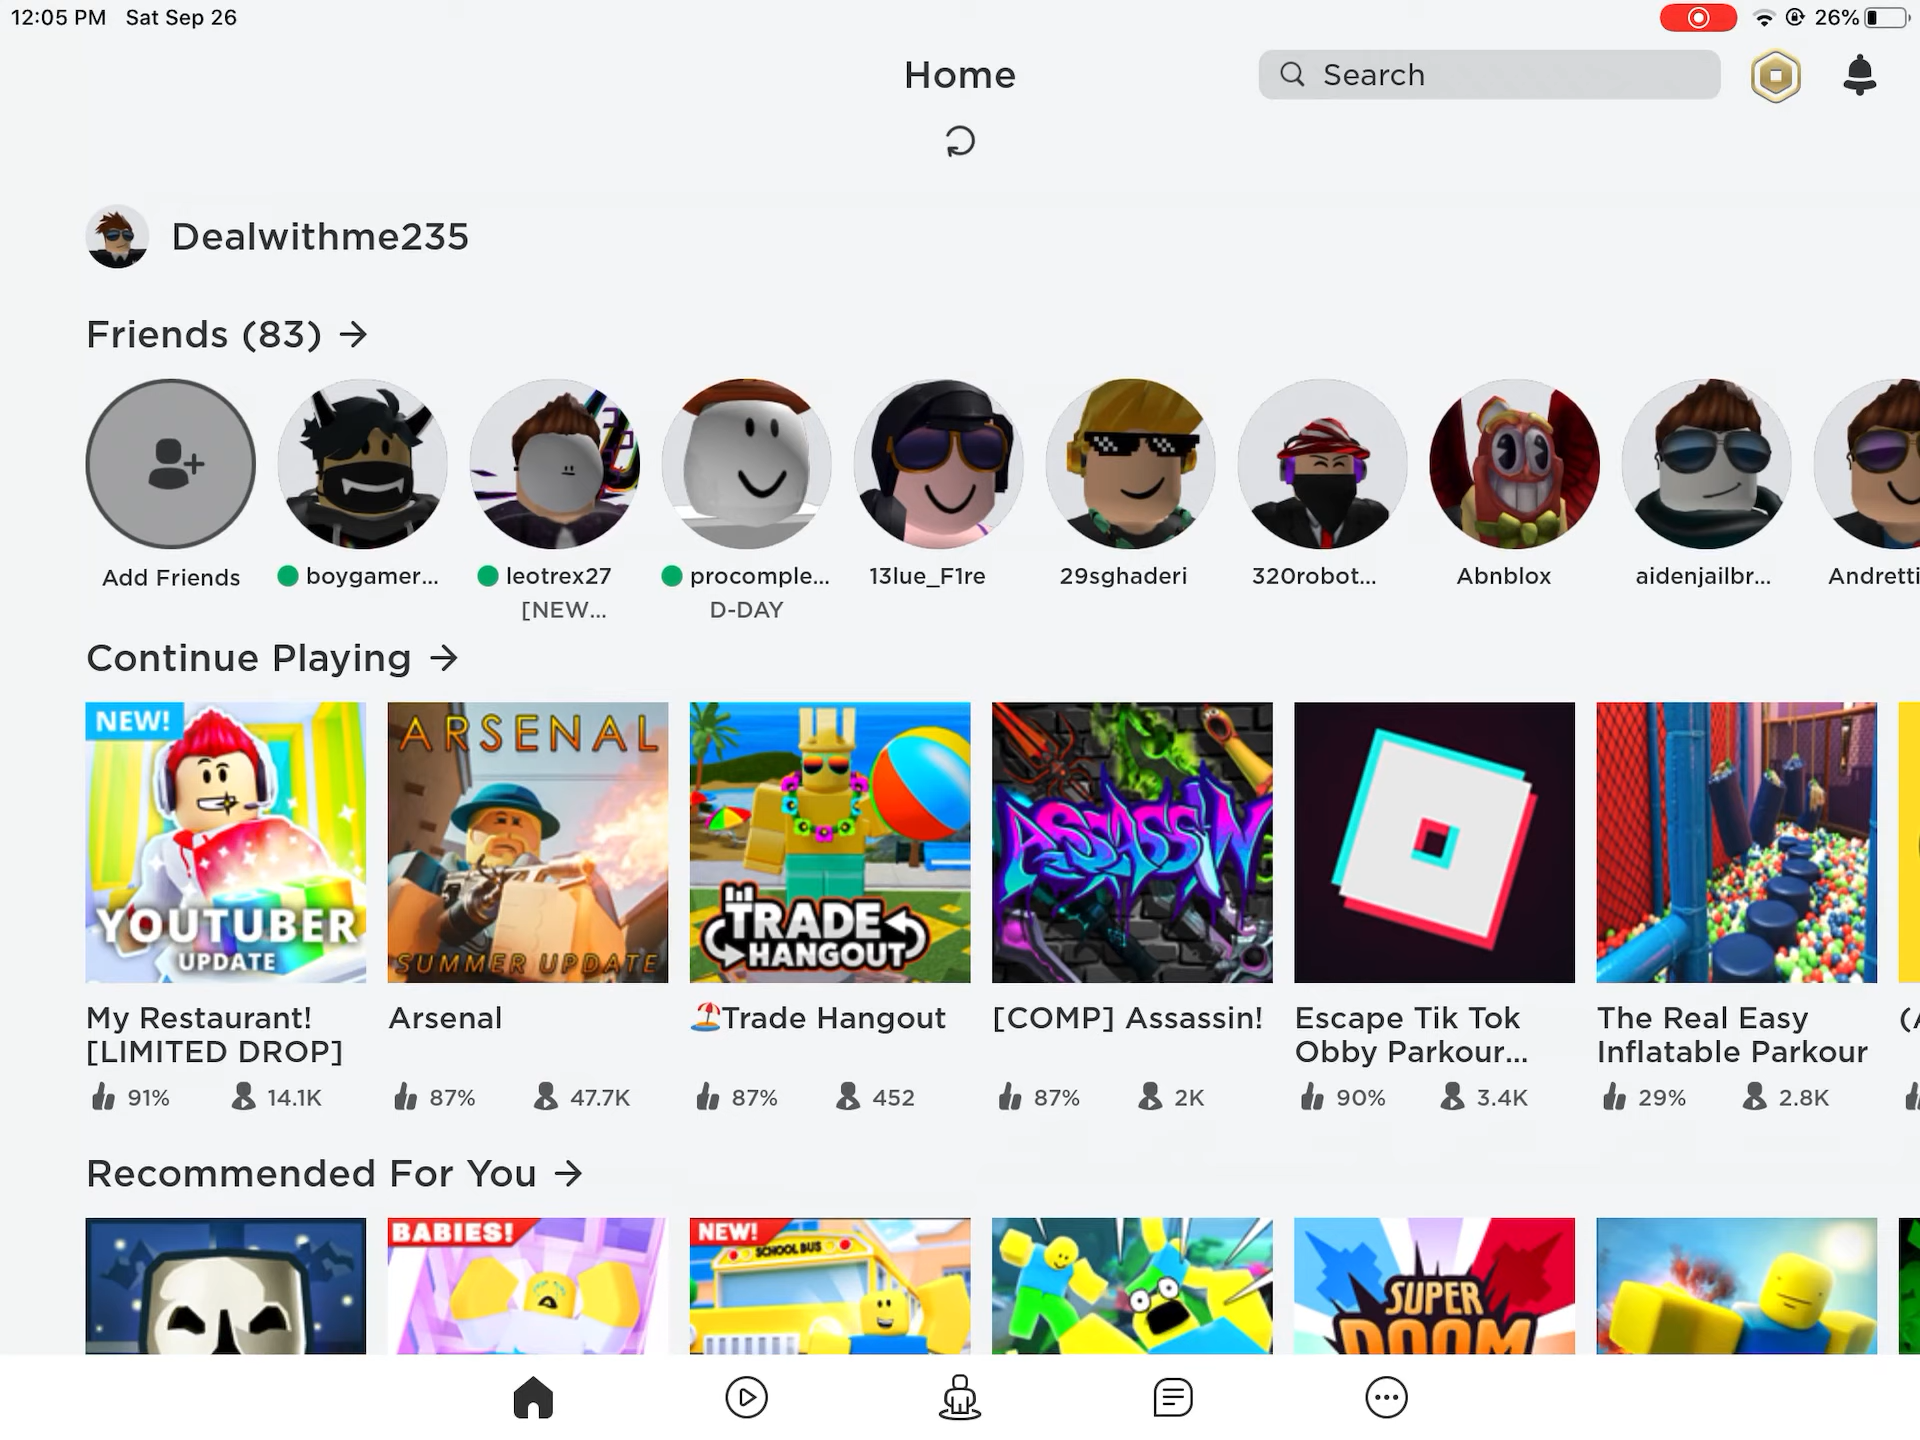 12:05 PM Sat Sep 26 26%
Home
Search
Dealwithme235
Friends (83) →
Add Friends boygamer... leotrex27 procomple... 13lue_F1re 29sghaderi 320robot... Abnblox aidenjailbr... Andretti
[NEW... D-DAY
Continue Playing →
NEW!
YOUTUBER
UPDATE
ARSENAL
SUMMER UPDATE
TRADE
HANGOUT
ASSASSIN
My Restaurant!
[LIMITED DROP]
91% 14.1K
Arsenal
87% 47.7K
🏖️Trade Hangout
87% 452
[COMP] Assassin!
87% 2K
Escape Tik Tok
Obby Parkour...
90% 3.4K
The Real Easy
Inflatable Parkour
29% 2.8K
Recommended For You →
BABIES!
NEW!
SCHOOL BUS
SUPER
DOOM